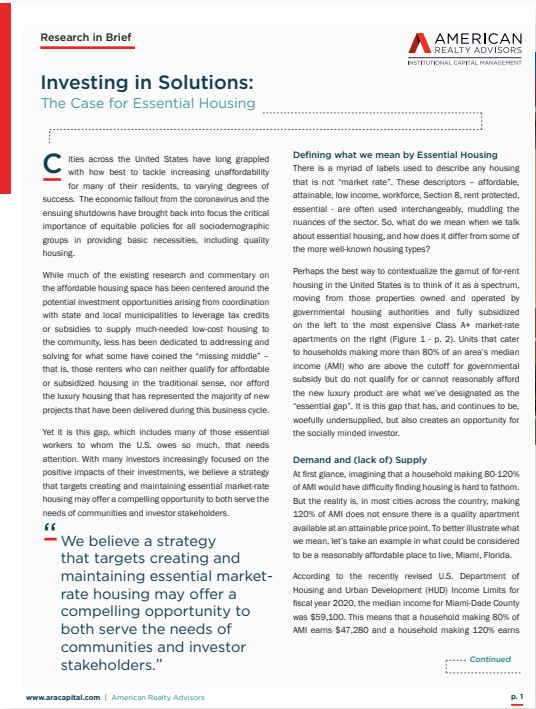 Research in Brief
AMERICAN
REALTY ADVISORS
INSTITUTIONAL CAPITAL MANAGEMENT
Investing in Solutions:
The Case for Essential Housing
Cities across the United States have long grappled
with how best to tackle increasing unaffordability
for many of their residents, to varying degrees of
success. The economic fallout from the coronavirus and the
ensuing shutdowns have brought back into focus the critical
importance of equitable policies for all sociodemographic
groups in providing basic necessities, including quality
housing.
While much of the existing research and commentary on
the affordable housing space has been centered around the
potential investment opportunities arising from coordination
with state and local municipalities to leverage tax credits
or subsidies to supply much-needed low-cost housing to
the community, less has been dedicated to addressing and
solving for what some have coined the “missing middle” –
that is, those renters who can neither qualify for affordable
or subsidized housing in the traditional sense, nor afford
the luxury housing that has represented the majority of new
projects that have been delivered during this business cycle.
Yet it is this gap, which includes many of those essential
workers to whom the U.S. owes so much, that needs
attention. With many investors increasingly focused on the
positive impacts of their investments, we believe a strategy
that targets creating and maintaining essential market-rate
housing may offer a compelling opportunity to both serve the
needs of communities and investor stakeholders.
“
We believe a strategy
that targets creating and
maintaining essential market-
rate housing may offer a
compelling opportunity to
both serve the needs of
communities and investor
stakeholders.”
Defining what we mean by Essential Housing
There is a myriad of labels used to describe any housing
that is not “market rate”. These descriptors – affordable,
attainable, low income, workforce, Section 8, rent protected,
essential - are often used interchangeably, muddling the
nuances of the sector. So, what do we mean when we talk
about essential housing, and how does it differ from some of
the more well-known housing types?
Perhaps the best way to contextualize the gamut of for-rent
housing in the United States is to think of it as a spectrum,
moving from those properties owned and operated by
governmental housing authorities and fully subsidized
on the left to the most expensive Class A+ market-rate
apartments on the right (Figure 1 - p. 2). Units that cater
to households making more than 80% of an area’s median
income (AMI) who are above the cutoff for governmental
subsidy but do not qualify for or cannot reasonably afford
the new luxury product are what we’ve designated as the
“essential gap”. It is this gap that has, and continues to be,
woefully undersupplied, but also creates an opportunity for
the socially minded investor.
Demand and (lack of) Supply
At first glance, imagining that a household making 80-120%
of AMI would have difficulty finding housing is hard to fathom.
But the reality is, in most cities across the country, making
120% of AMI does not ensure there is a quality apartment
available at an attainable price point. To better illustrate what
we mean, let’s take an example in what could be considered
to be a reasonably affordable place to live, Miami, Florida.
According to the recently revised U.S. Department of
Housing and Urban Development (HUD) Income Limits for
fiscal year 2020, the median income for Miami-Dade County
was $59,100. This means that a household making 80% of
AMI earns $47,280 and a household making 120% earns
Continued
www.aracapital.com | American Realty Advisors
p. 1